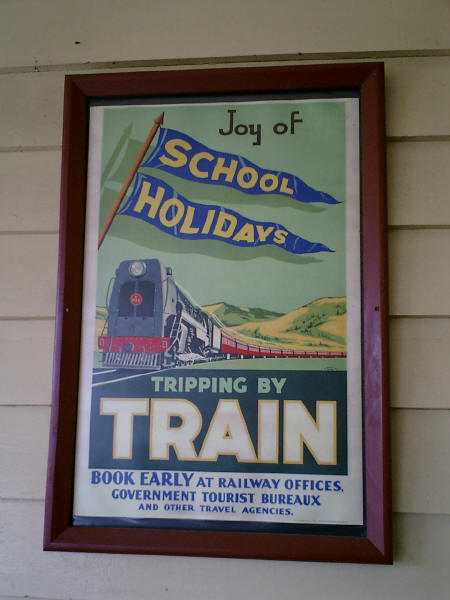 Joy of
SCHOOL
HOLIDAYS
TRIPPING BY
TRAIN
BOOK EARLY AT RAILWAY OFFICES,
GOVERNMENT TOURIST BUREAUX
AND OTHER TRAVEL AGENCIES.